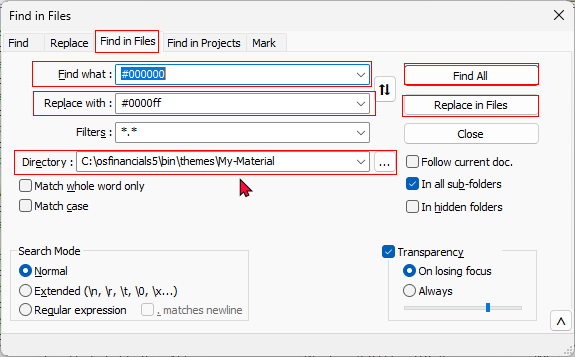 Find in Files
Find Replace Find in Files Find in Projects Mark
Find what : #000000 Find All
Replace with : #0000ff Replace in Files
Filters : *.* Close
Directory : C:\osfinancials5\bin\themes\My-Material ... Follow current doc.
Match whole word only In all sub-folders
Match case In hidden folders
Search Mode Transparency
Normal On losing focus
Extended (\n, \r, \t, \0, \x...) Always
Regular expression . matches newline